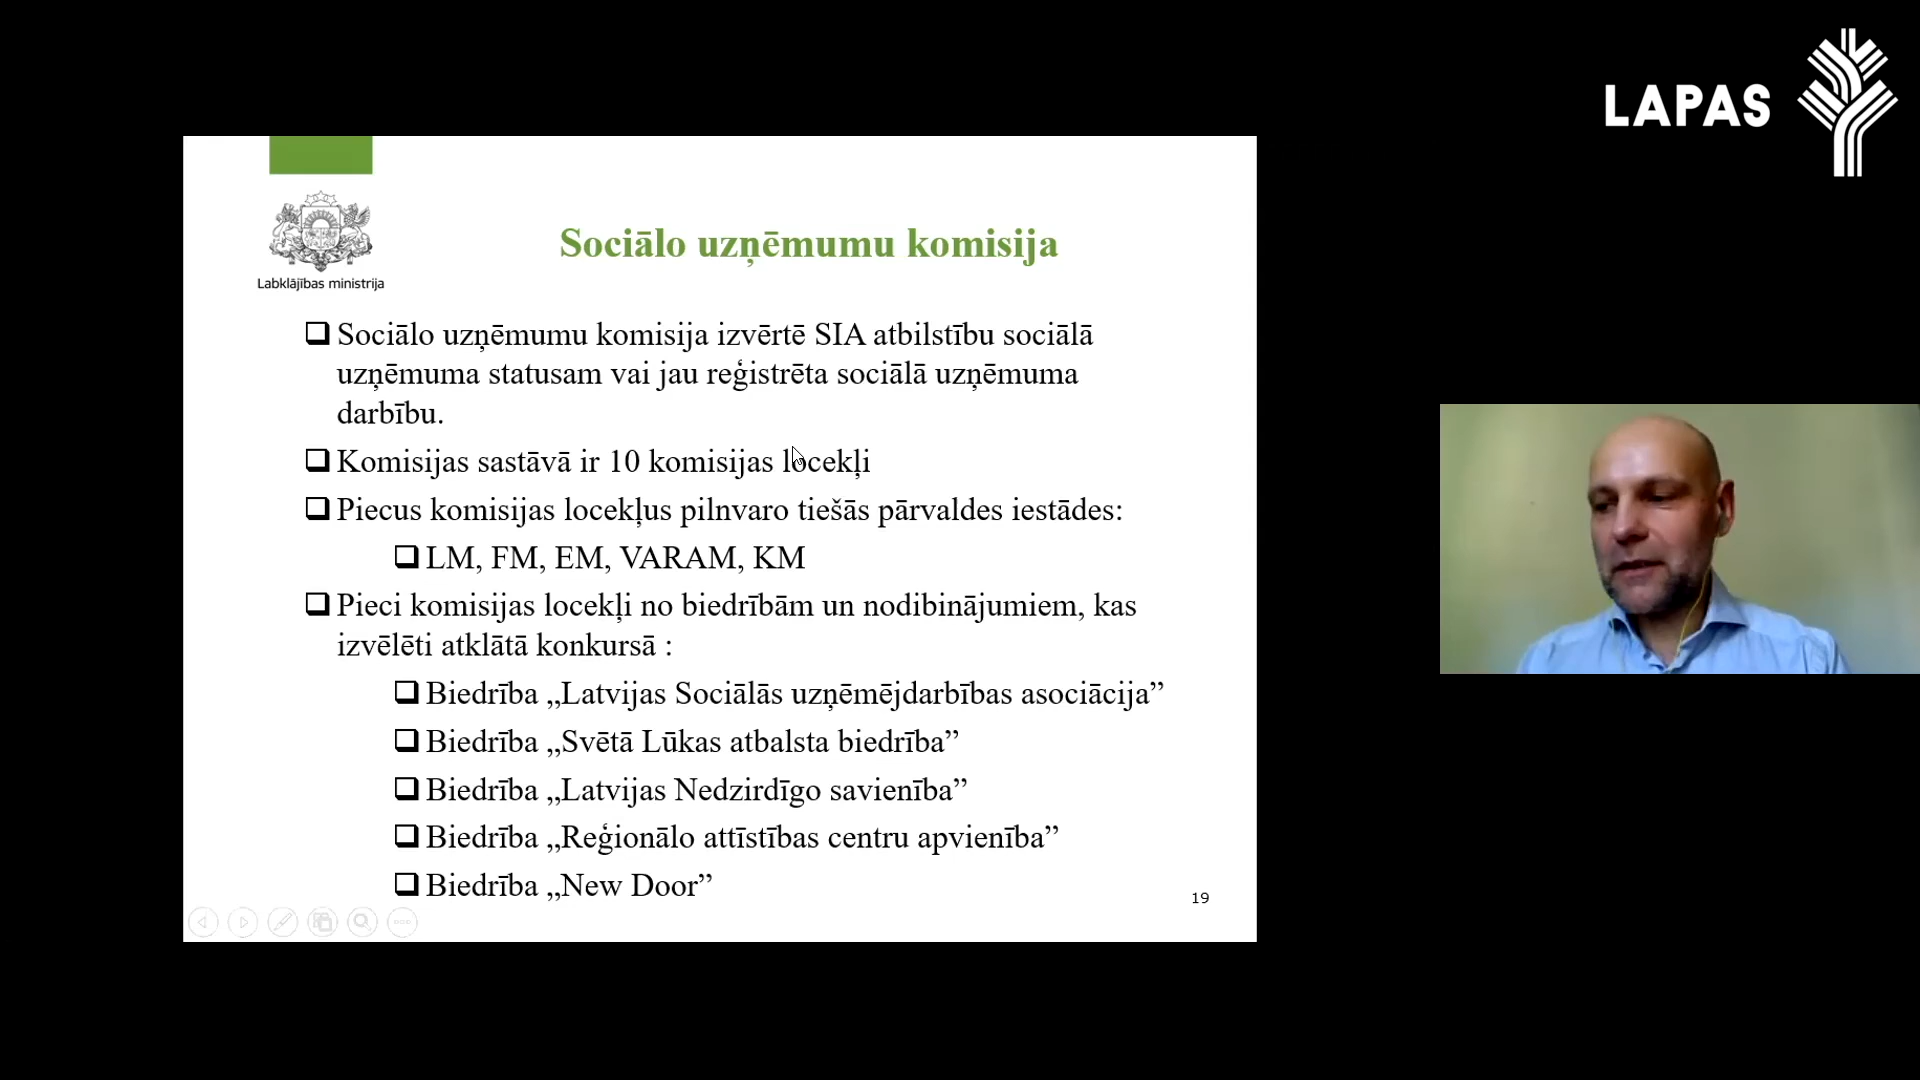 LAPAS
Labklājības ministrija
Sociālo uzņēmumu komisija
Sociālo uzņēmumu komisija izvērtē SIA atbilstību sociālā
uzņēmuma statusam vai jau reģistrēta sociālā uzņēmuma
darbību.
Komisijas sastāvā ir 10 komisijas locekļi
Piecus komisijas locekļus pilnvaro tiešās pārvaldes iestādes:
LM, FM, EM, VARAM, KM
Pieci komisijas locekļi no biedrībām un nodibinājumiem, kas
izvēlēti atklātā konkursā :
Biedrība „Latvijas Sociālās uzņēmējdarbības asociācija”
Biedrība „Svētā Lūkas atbalsta biedrība”
Biedrība „Latvijas Nedzirdīgo savienība”
Biedrība „Reģionālo attīstības centru apvienība”
Biedrība „New Door”
19